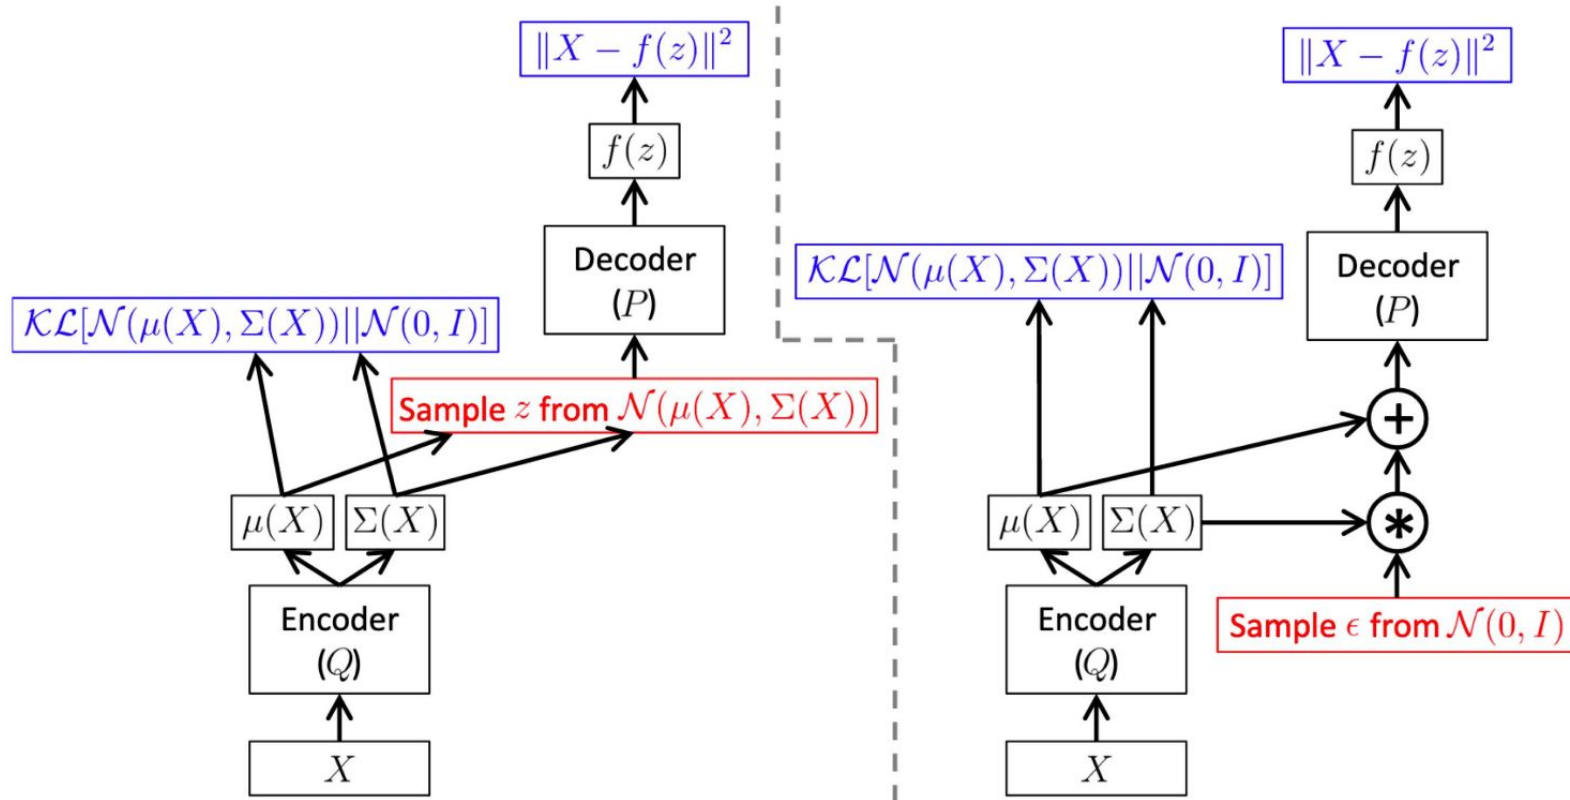 ‖X − f(z)‖²
f(z)
Decoder
(P)
𝒦ℒ[𝒩(μ(X), Σ(X))||𝒩(0, I)]
Sample z from 𝒩(μ(X), Σ(X))
μ(X)
Σ(X)
Encoder
(Q)
X
‖X − f(z)‖²
f(z)
Decoder
(P)
𝒦ℒ[𝒩(μ(X), Σ(X))||𝒩(0, I)]
+
μ(X)
Σ(X)
*
Encoder
(Q)
Sample ϵ from 𝒩(0, I)
X